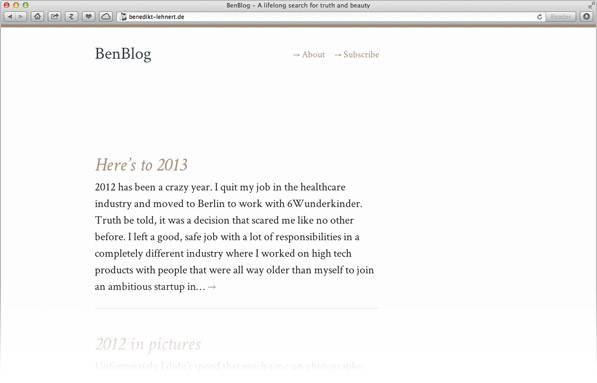 BenBlog – A lifelong search for truth and beauty
benedikt-lehnert.de
Reader
BenBlog
→ About → Subscribe
Here's to 2013
2012 has been a crazy year. I quit my job in the healthcare
industry and moved to Berlin to work with 6Wunderkinder.
Truth be told, it was a decision that scared me like no other
before. I left a good, safe job with a lot of responsibilities in a
completely different industry where I worked on high tech
products with people that were all way older than myself to join
an ambitious startup in… →
2012 in pictures
Unfortunately I didn't spend that much time on photography